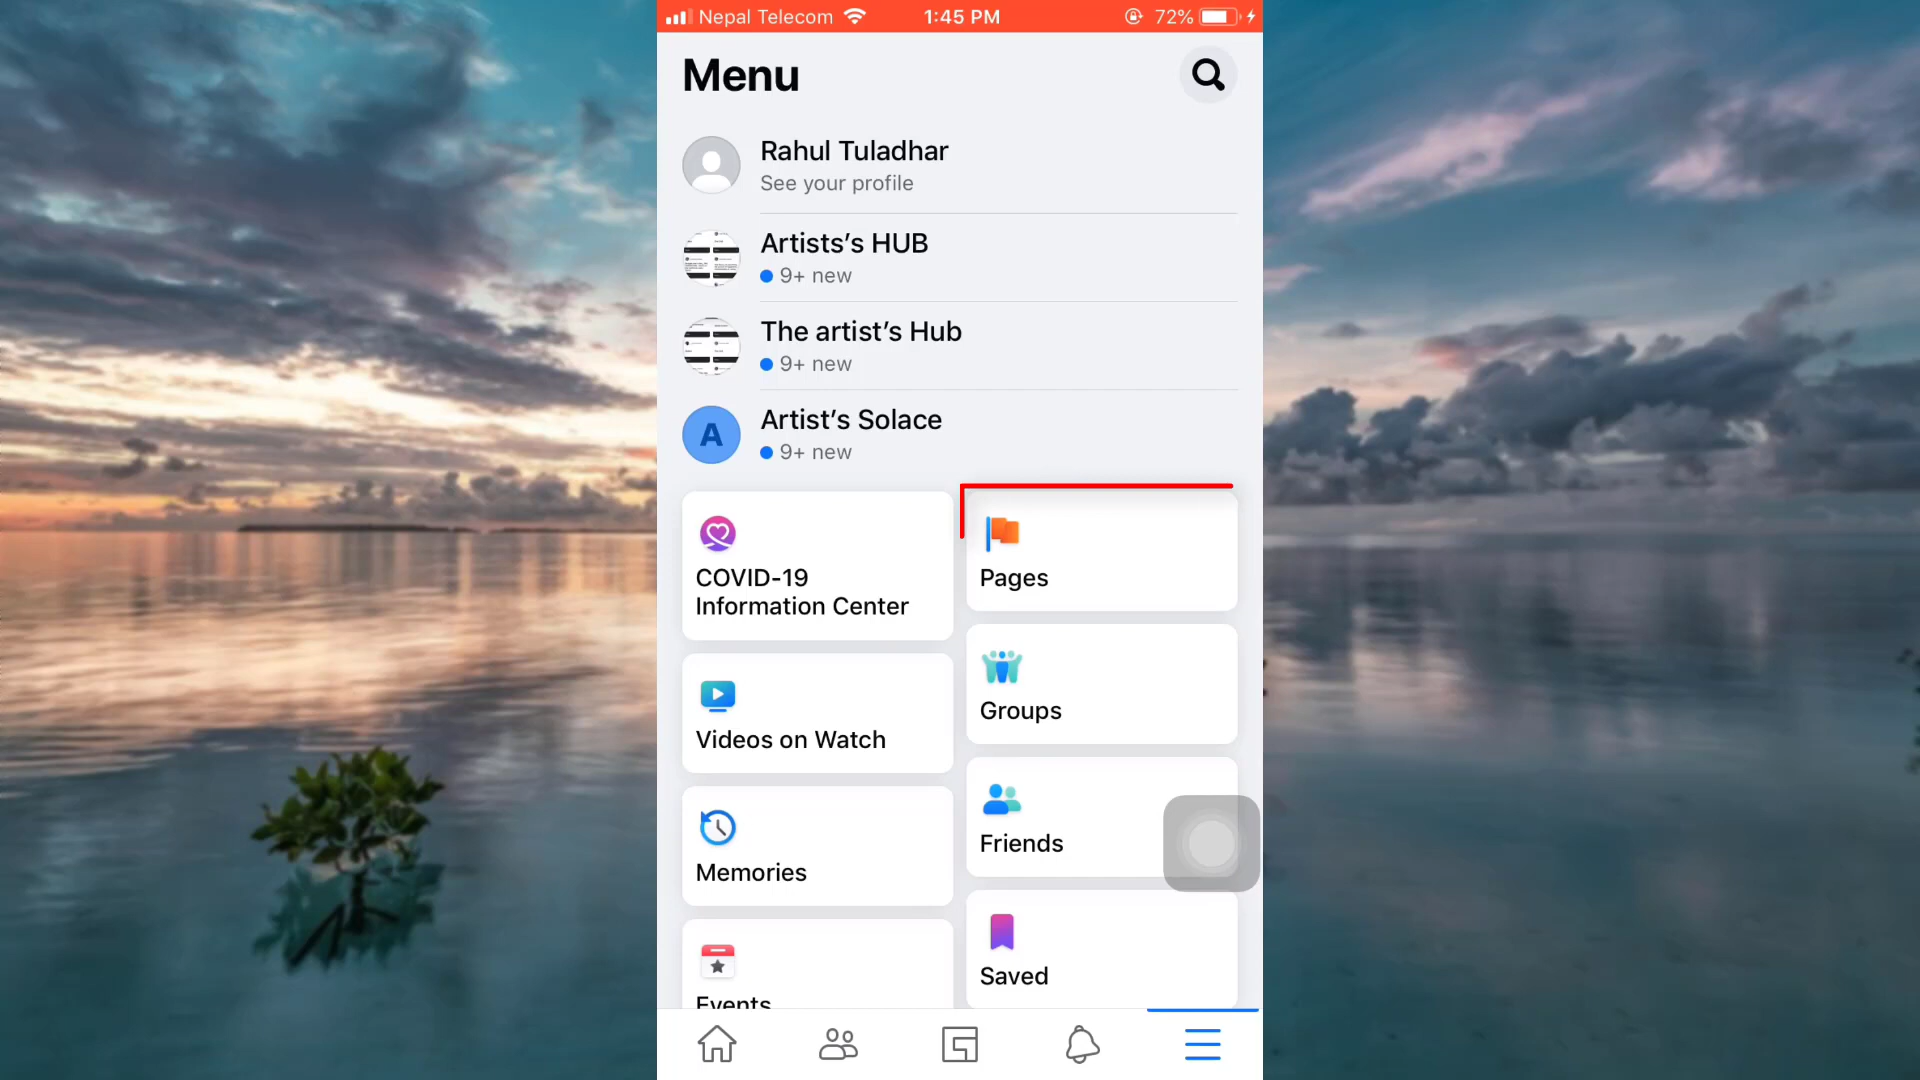 Nepal Telecom 1:45 PM 72%
Menu
Rahul Tuladhar
See your profile
Artists’s HUB
9+ new
The artist’s Hub
9+ new
A
Artist’s Solace
9+ new
COVID-19
Information Center
Pages
Groups
Videos on Watch
Friends
Memories
Saved
Events